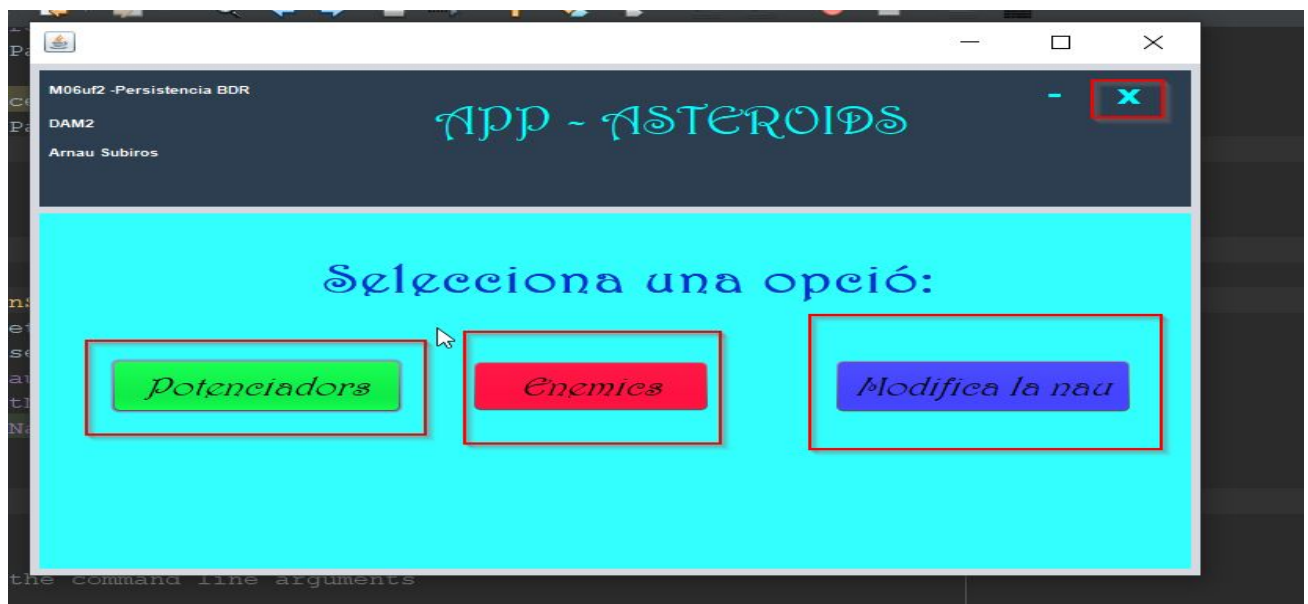 M06uf2 -Persistencia BDR
DAM2
Arnau Subiros
APP - ASTEROIDS
- X
Selecciona una opció:
Potenciadors
Enemics
Modifica la nau
the command line arguments